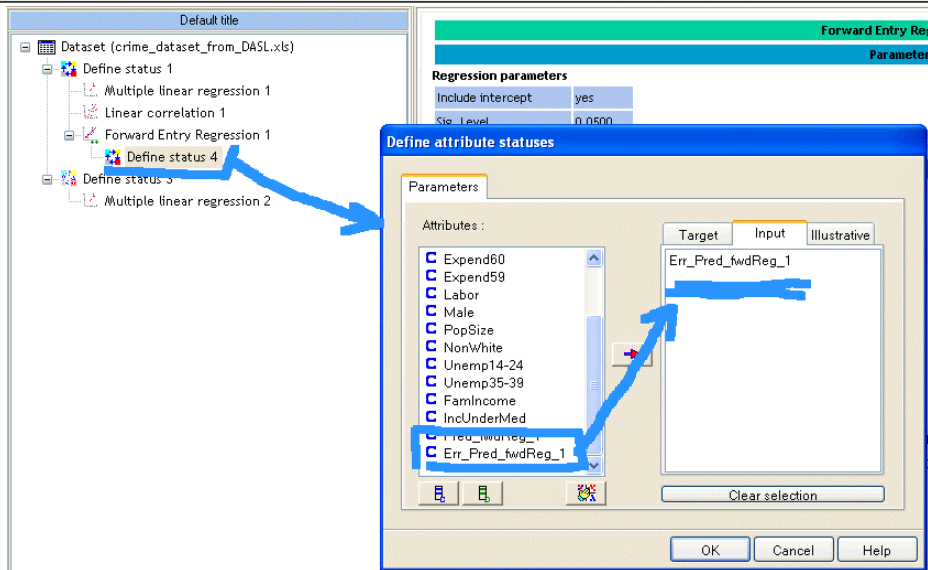 Default title
Dataset (crime_dataset_from_DASL.xls)
Define status 1
Multiple linear regression 1
Linear correlation 1
Forward Entry Regression 1
Define status 4
Define status 3
Multiple linear regression 2
Forward Entry Re
Parameter
Regression parameters
Include intercept yes
Sig. Level 0.0500
Define attribute statuses
Parameters
Attributes :
Expend60
Expend59
Labor
Male
PopSize
NonWhite
Unemp14-24
Unemp35-39
FamIncome
IncUnderMed
Pred_fwdReg_1
Err_Pred_fwdReg_1
Target Input Illustrative
Err_Pred_fwdReg_1
Clear selection
OK Cancel Help